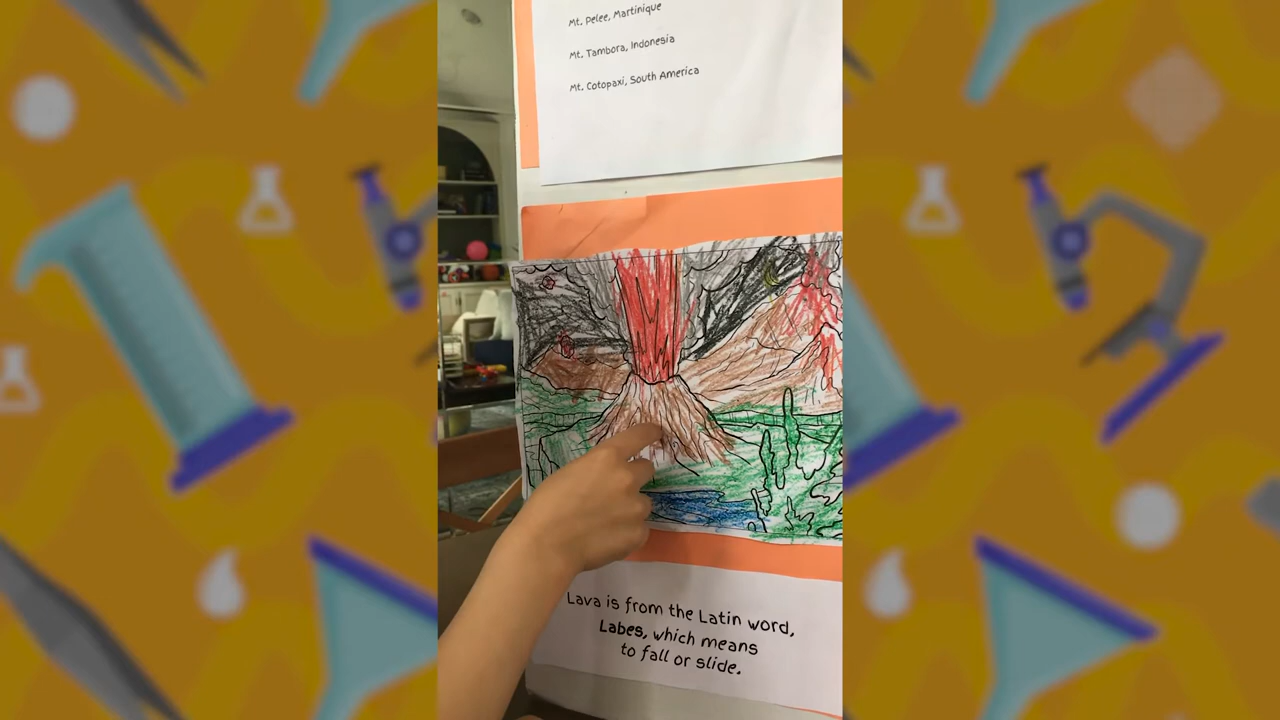 Mt. Pelee, Martinique
Mt. Tambora, Indonesia
Mt. Cotopaxi, South America
Lava is from the Latin word,
Labes, which means
to fall or slide.